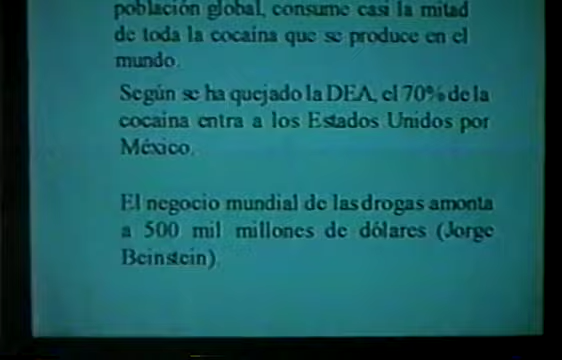 población global, consume casi la mitad
de toda la cocaína que se produce en el
mundo.
Según se ha quejado la DEA, el 70% de la
cocaína entra a los Estados Unidos por
México.
El negocio mundial de las drogas amonta
a 500 mil millones de dólares (Jorge
Beinstein).